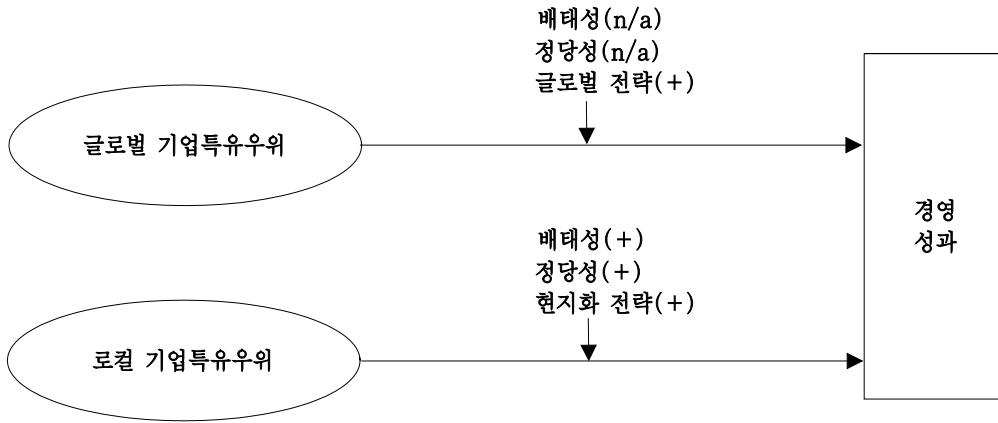 배태성(n/a)
정당성(n/a)
글로벌 전략(+)
글로벌 기업특유우위
경영
성과
배태성(+)
정당성(+)
현지화 전략(+)
로컬 기업특유우위